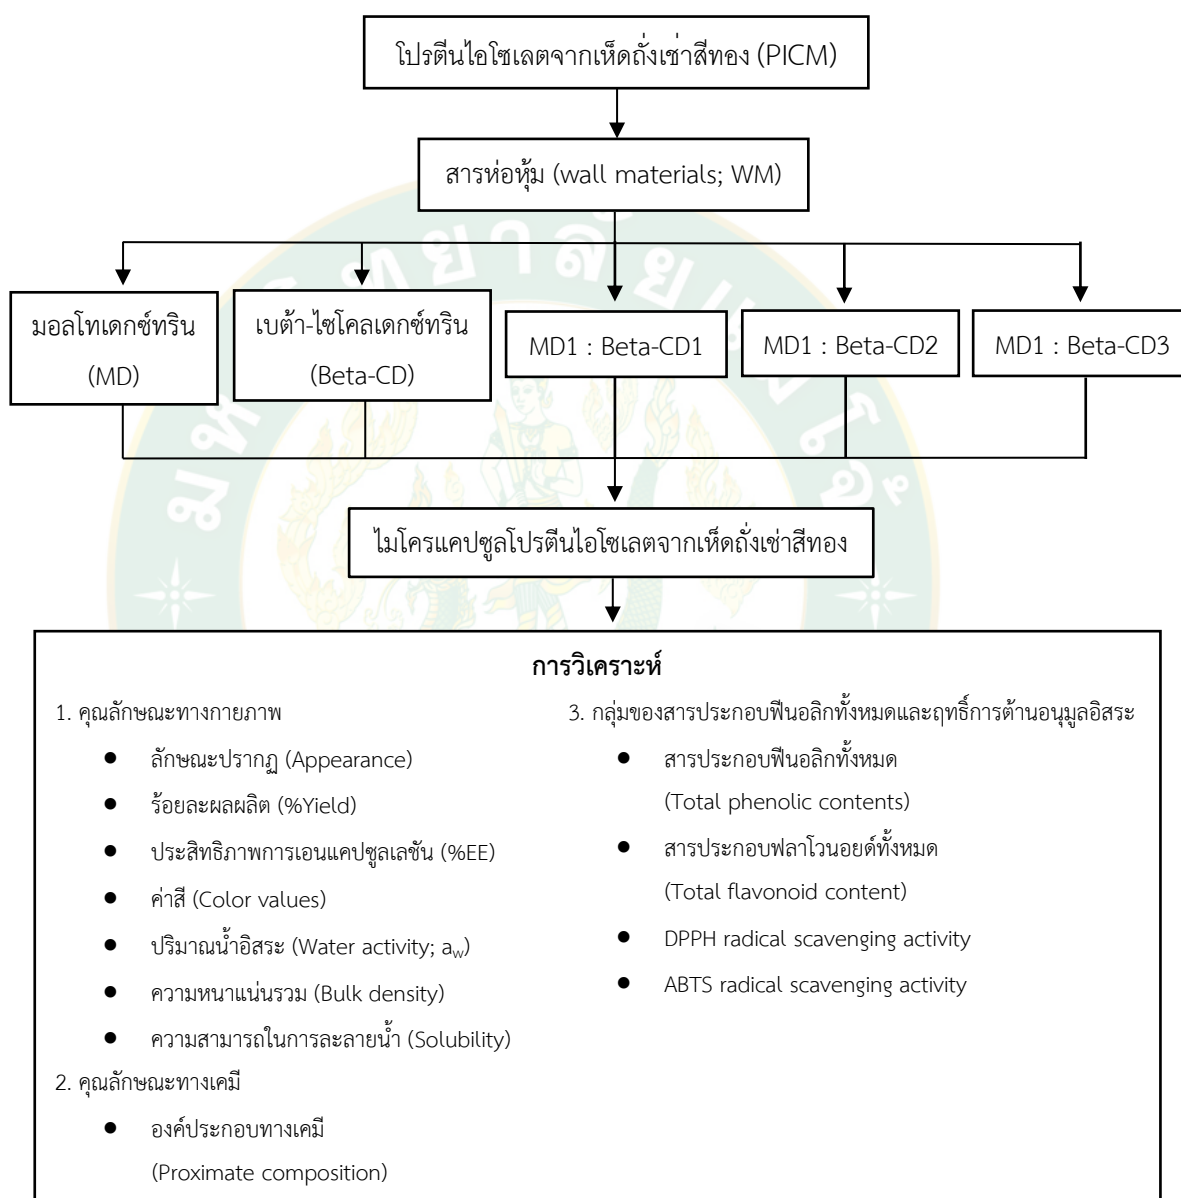 โปรตีนไอโซเลตจากเห็ดถั่งเช่าสีทอง (PICM)
สารห่อหุ้ม (wall materials; WM)
มอลโทเดกซ์ทริน
(MD)
เบต้า-ไซโคลเดกซ์ทริน
(Beta-CD)
MD1 : Beta-CD1
MD1 : Beta-CD2
MD1 : Beta-CD3
ไมโครแคปซูลโปรตีนไอโซเลตจากเห็ดถั่งเช่าสีทอง
การวิเคราะห์
1. คุณลักษณะทางกายภาพ
● ลักษณะปรากฏ (Appearance)
● ร้อยละผลผลิต (%Yield)
● ประสิทธิภาพการเอนแคปซูลเลชัน (%EE)
● ค่าสี (Color values)
● ปริมาณน้ำอิสระ (Water activity; aw)
● ความหนาแน่นรวม (Bulk density)
● ความสามารถในการละลายน้ำ (Solubility)
2. คุณลักษณะทางเคมี
● องค์ประกอบทางเคมี
(Proximate composition)
3. กลุ่มของสารประกอบฟีนอลิกทั้งหมดและฤทธิ์การต้านอนุมูลอิสระ
● สารประกอบฟีนอลิกทั้งหมด
(Total phenolic contents)
● สารประกอบฟลาโวนอยด์ทั้งหมด
(Total flavonoid content)
● DPPH radical scavenging activity
● ABTS radical scavenging activity
มหาวิทยาลัยแม่โจ้